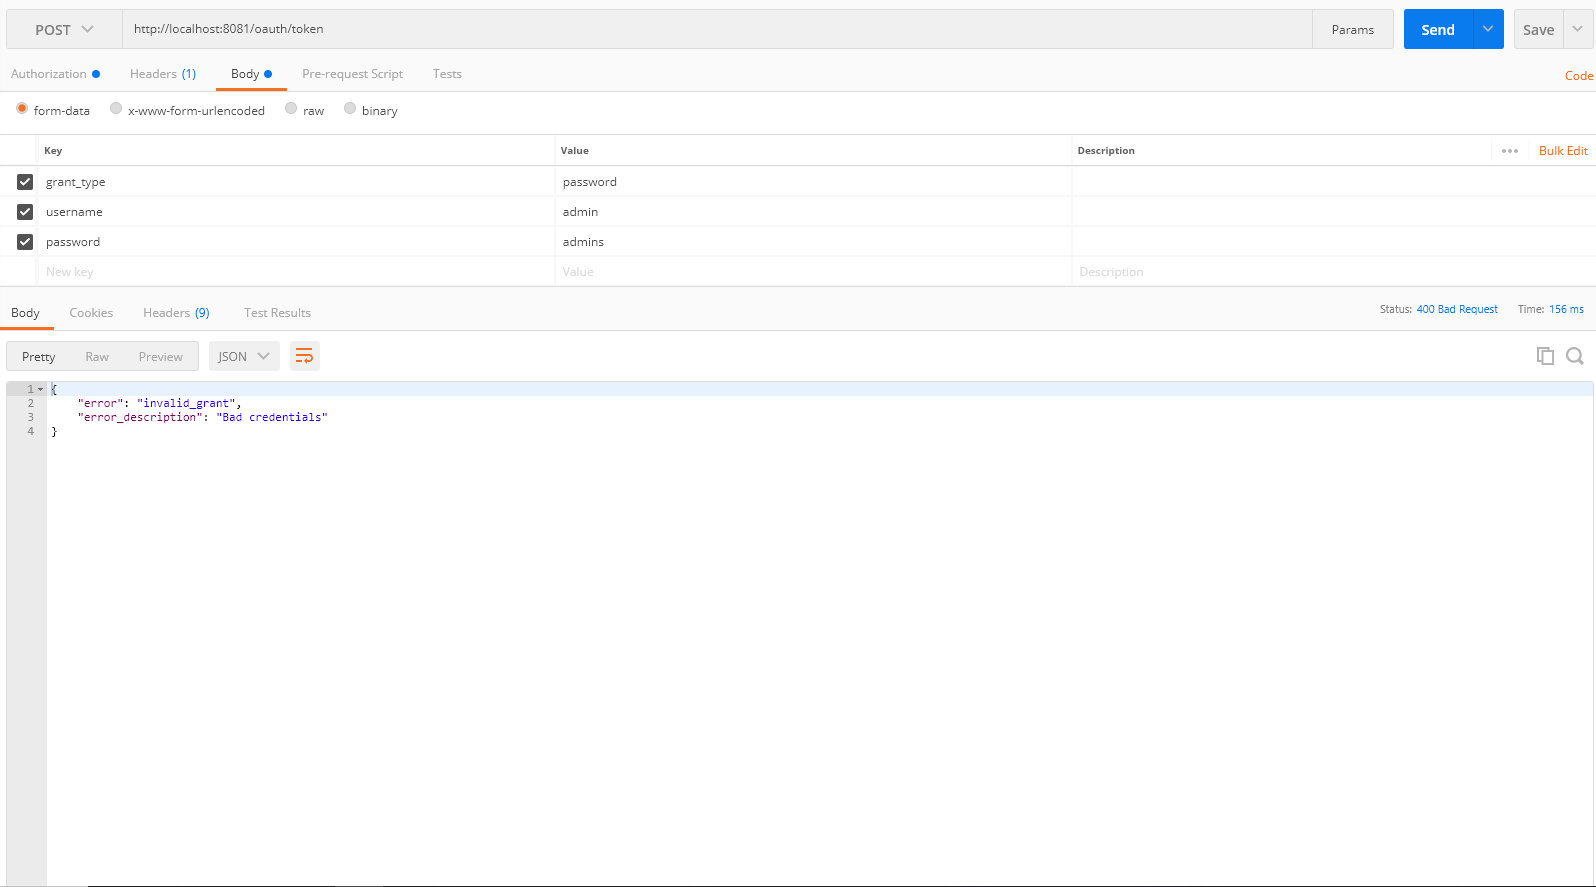 POST http://localhost:8081/oauth/token Params Send Save
Authorization Headers (1) Body Pre-request Script Tests Code
form-data x-www-form-urlencoded raw binary
Key Value Description ••• Bulk Edit
grant_type password
username admin
password admins
New key Value Description
Body Cookies Headers (9) Test Results Status: 400 Bad Request Time: 156 ms
Pretty Raw Preview JSON
1 {
2 "error": "invalid_grant",
3 "error_description": "Bad credentials"
4 }